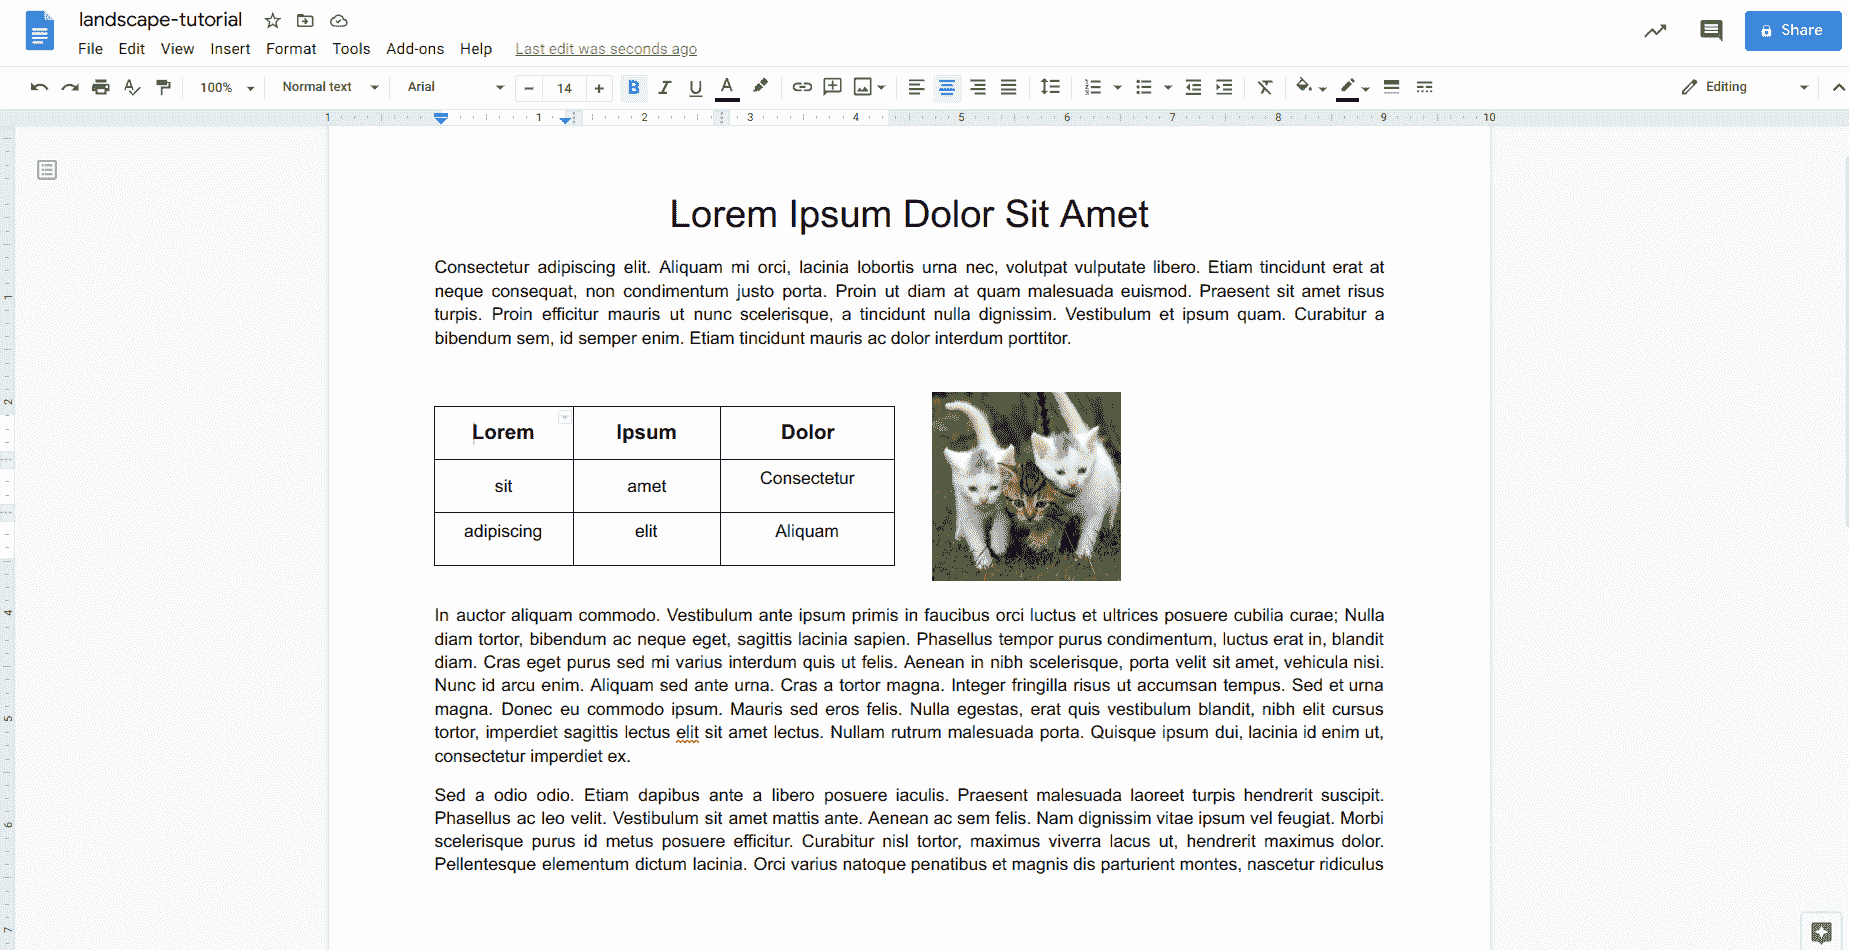 landscape-tutorial
File Edit View Insert Format Tools Add-ons Help Last edit was seconds ago
Share
100% Normal text Arial 14 B I U A Editing
1 1 2 3 4 5 6 7 8 9 10
Lorem Ipsum Dolor Sit Amet
Consectetur adipiscing elit. Aliquam mi orci, lacinia lobortis urna nec, volutpat vulputate libero. Etiam tincidunt erat at
neque consequat, non condimentum justo porta. Proin ut diam at quam malesuada euismod. Praesent sit amet risus
turpis. Proin efficitur mauris ut nunc scelerisque, a tincidunt nulla dignissim. Vestibulum et ipsum quam. Curabitur a
bibendum sem, id semper enim. Etiam tincidunt mauris ac dolor interdum porttitor.
Lorem Ipsum Dolor
sit amet Consectetur
adipiscing elit Aliquam
In auctor aliquam commodo. Vestibulum ante ipsum primis in faucibus orci luctus et ultrices posuere cubilia curae; Nulla
diam tortor, bibendum ac neque eget, sagittis lacinia sapien. Phasellus tempor purus condimentum, luctus erat in, blandit
diam. Cras eget purus sed mi varius interdum quis ut felis. Aenean in nibh scelerisque, porta velit sit amet, vehicula nisi.
Nunc id arcu enim. Aliquam sed ante urna. Cras a tortor magna. Integer fringilla risus ut accumsan tempus. Sed et urna
magna. Donec eu commodo ipsum. Mauris sed eros felis. Nulla egestas, erat quis vestibulum blandit, nibh elit cursus
tortor, imperdiet sagittis lectus elit sit amet lectus. Nullam rutrum malesuada porta. Quisque ipsum dui, lacinia id enim ut,
consectetur imperdiet ex.
Sed a odio odio. Etiam dapibus ante a libero posuere iaculis. Praesent malesuada laoreet turpis hendrerit suscipit.
Phasellus ac leo velit. Vestibulum sit amet mattis ante. Aenean ac sem felis. Nam dignissim vitae ipsum vel feugiat. Morbi
scelerisque purus id metus posuere efficitur. Curabitur nisl tortor, maximus viverra lacus ut, hendrerit maximus dolor.
Pellentesque elementum dictum lacinia. Orci varius natoque penatibus et magnis dis parturient montes, nascetur ridiculus
1
2
4
5
6
7